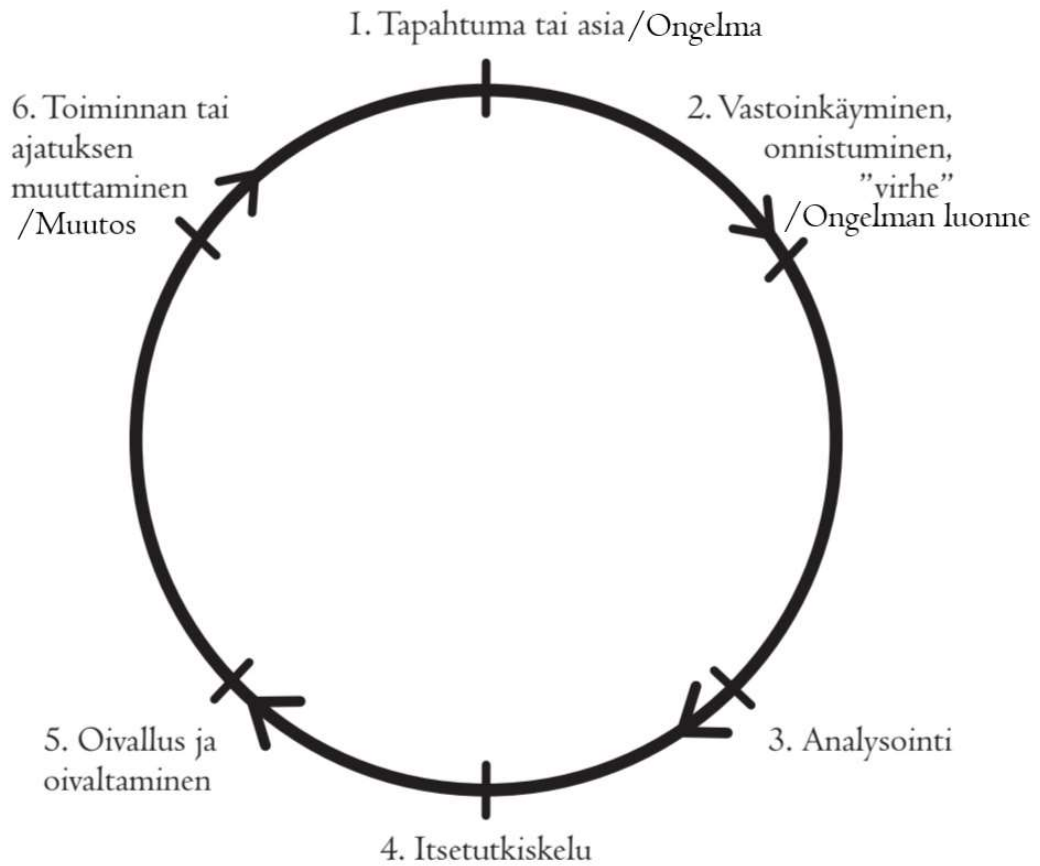 1. Tapahtuma tai asia/Ongelma
2. Vastoinkäyminen,
onnistuminen,
”virhe”
/Ongelman luonne
3. Analysointi
4. Itsetutkiskelu
5. Oivallus ja
oivaltaminen
6. Toiminnan tai
ajatuksen
muuttaminen
/Muutos